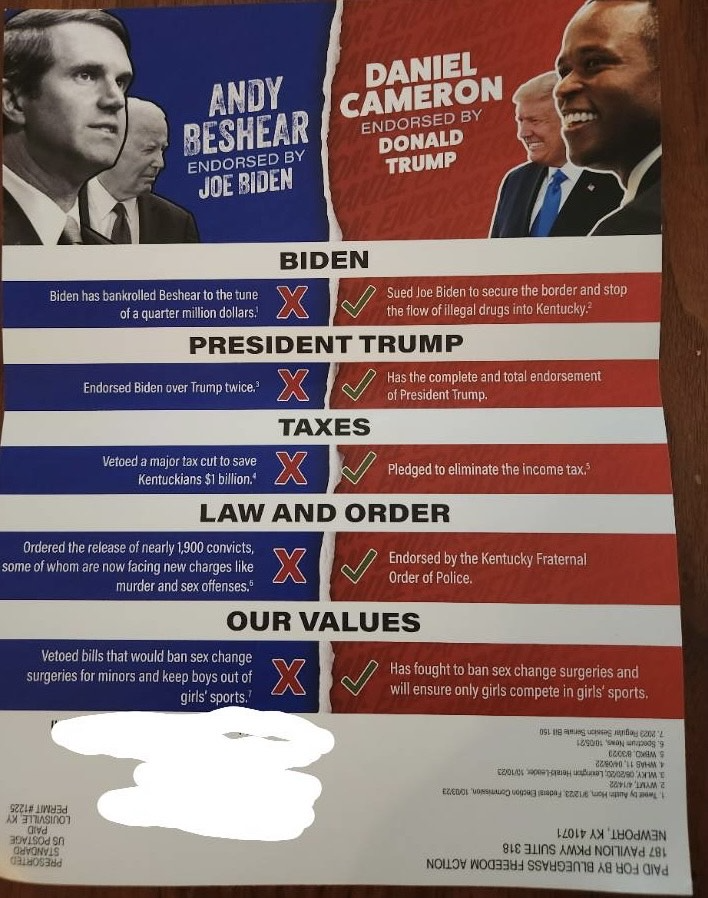 ANDY
BESHEAR
ENDORSED BY
JOE BIDEN
DANIEL
CAMERON
ENDORSED BY
DONALD
TRUMP
BIDEN
Biden has bankrolled Beshear to the tune
of a quarter million dollars.¹
Sued Joe Biden to secure the border and stop
the flow of illegal drugs into Kentucky.²
PRESIDENT TRUMP
Endorsed Biden over Trump twice.³
Has the complete and total endorsement
of President Trump.
TAXES
Vetoed a major tax cut to save
Kentuckians $1 billion.⁴
Pledged to eliminate the income tax.⁵
LAW AND ORDER
Ordered the release of nearly 1,900 convicts,
some of whom are now facing new charges like
murder and sex offenses.⁶
Endorsed by the Kentucky Fraternal
Order of Police.
OUR VALUES
Vetoed bills that would ban sex change
surgeries for minors and keep boys out of
girls' sports.⁷
Has fought to ban sex change surgeries and
will ensure only girls compete in girls' sports.
PAID FOR BY BLUEGRASS FREEDOM ACTION
187 PAVILION PKWY SUITE 318
NEWPORT, KY 41071
1. Tweet by Austin Horn, 9/12/23, Federal Election Commission, 10/03/23
2. WYMT, 4/14/22
3. WLKY, 08/20/20, Lexington Herald-Leader, 10/10/23
4. WHAS 11, 04/08/22
5. WBKO, 8/30/23
6. Spectrum News, 10/05/21
7. 2023 Regular Session Senate Bill 150
PRESORTED
STANDARD
US POSTAGE
PAID
LOUISVILLE, KY
PERMIT #1225